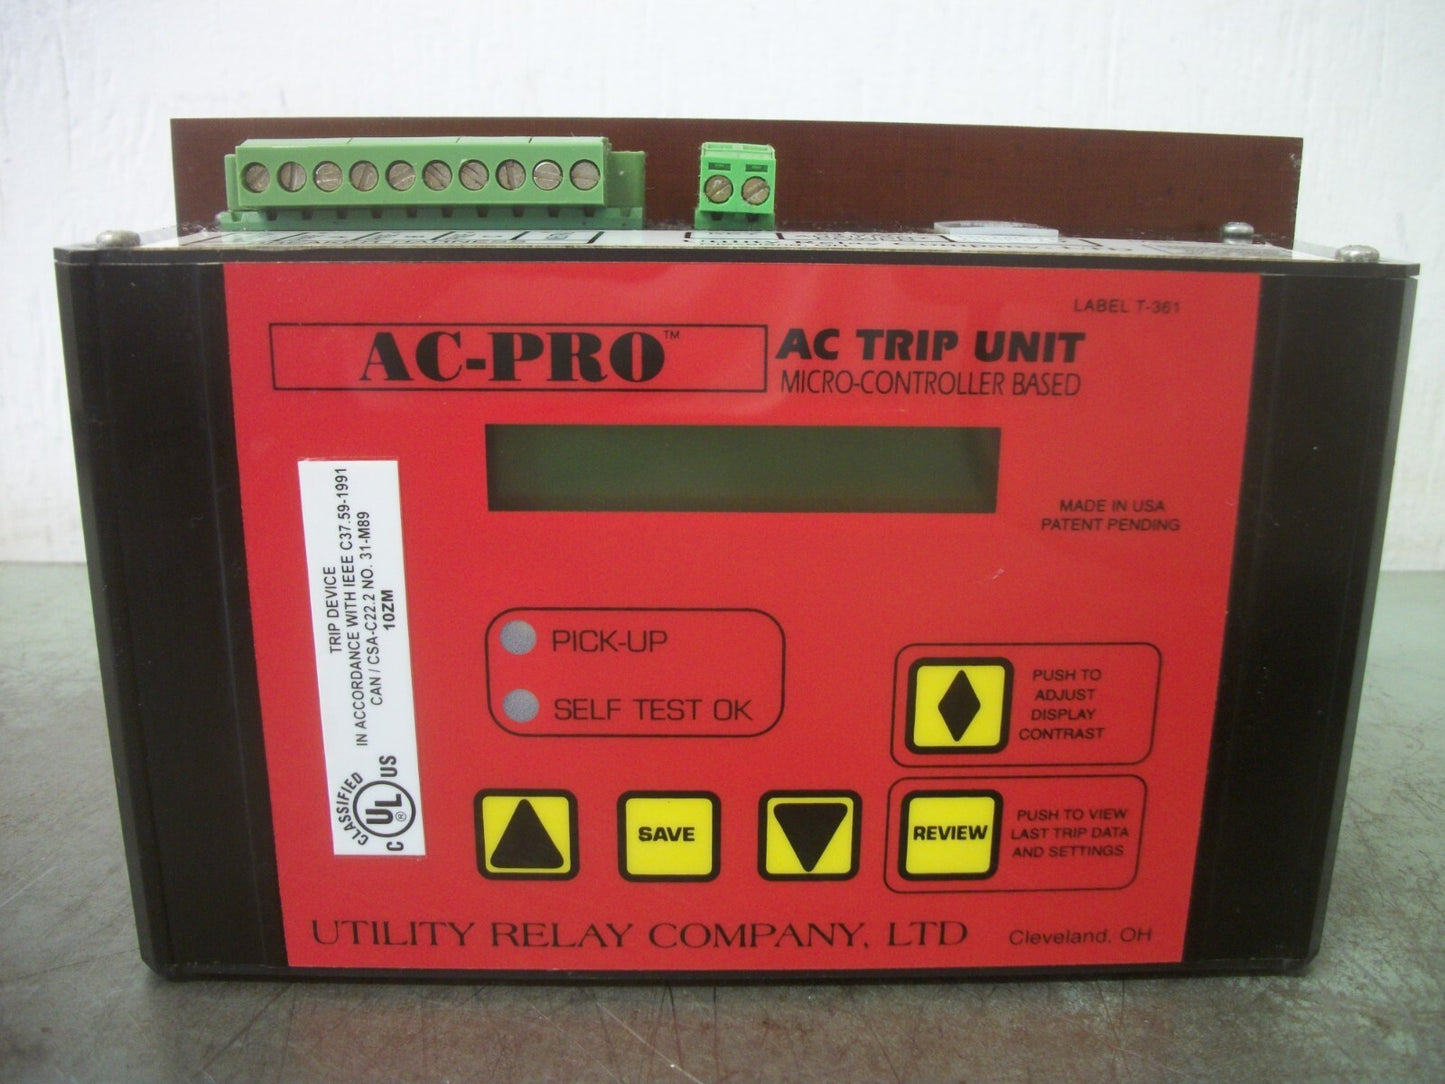 LABEL T-361
AC-PRO™
AC TRIP UNIT
MICRO-CONTROLLER BASED
MADE IN USA
PATENT PENDING
TRIP DEVICE
IN ACCORDANCE WITH IEEE C37.59-1991
CAN / CSA-C22.2 NO. 31-M89
10ZM
CLASSIFIED
C UL® US
PICK-UP
SELF TEST OK
PUSH TO
ADJUST
DISPLAY
CONTRAST
SAVE
REVIEW
PUSH TO VIEW
LAST TRIP DATA
AND SETTINGS
UTILITY RELAY COMPANY, LTD
Cleveland, OH